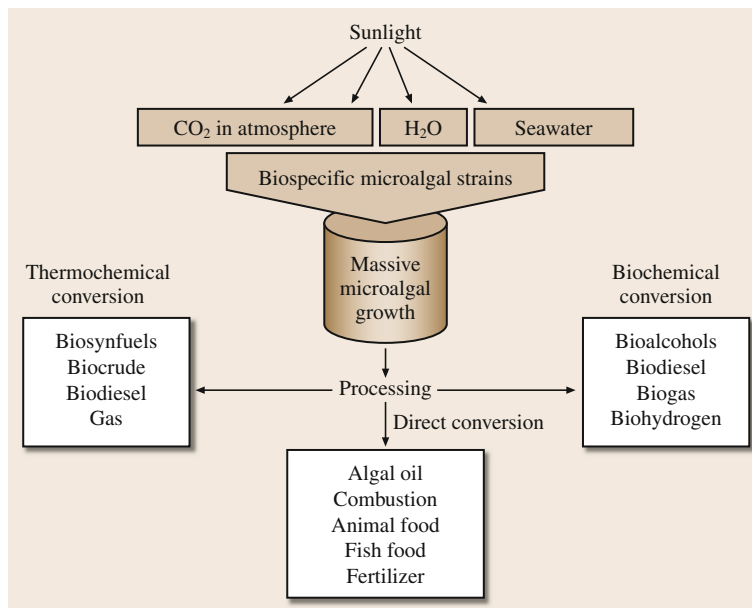 Sunlight
CO₂ in atmosphere
H₂O
Seawater
Biospecific microalgal strains
Massive
microalgal
growth
Thermochemical
conversion
Biosynfuels
Biocrude
Biodiesel
Gas
Biochemical
conversion
Bioalcohols
Biodiesel
Biogas
Biohydrogen
Processing
Direct conversion
Algal oil
Combustion
Animal food
Fish food
Fertilizer